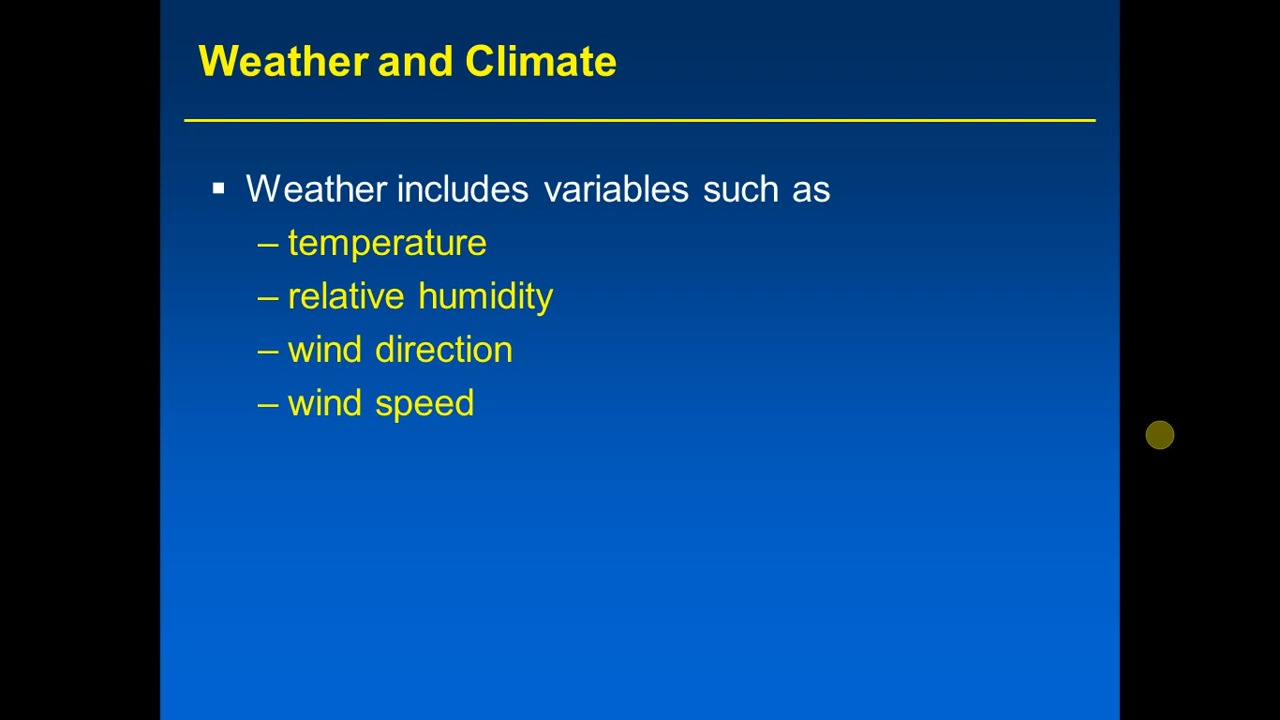 Weather and Climate
▪ Weather includes variables such as
– temperature
– relative humidity
– wind direction
– wind speed